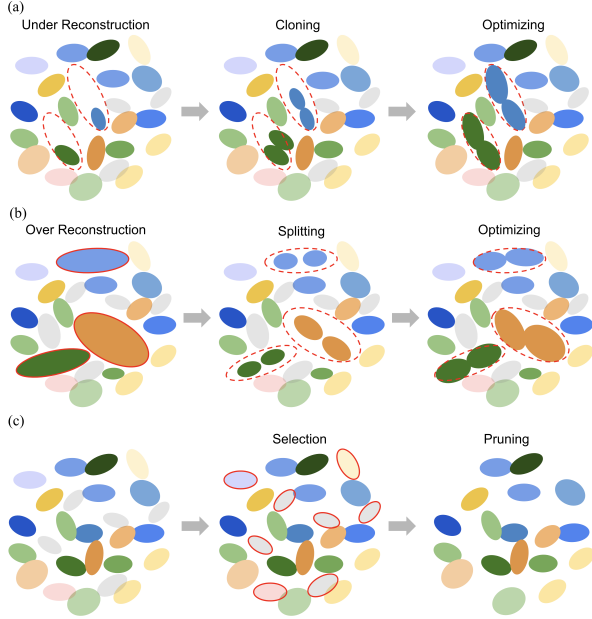 (a)
Under Reconstruction Cloning Optimizing
(b)
Over Reconstruction Splitting Optimizing
(c)
Selection Pruning